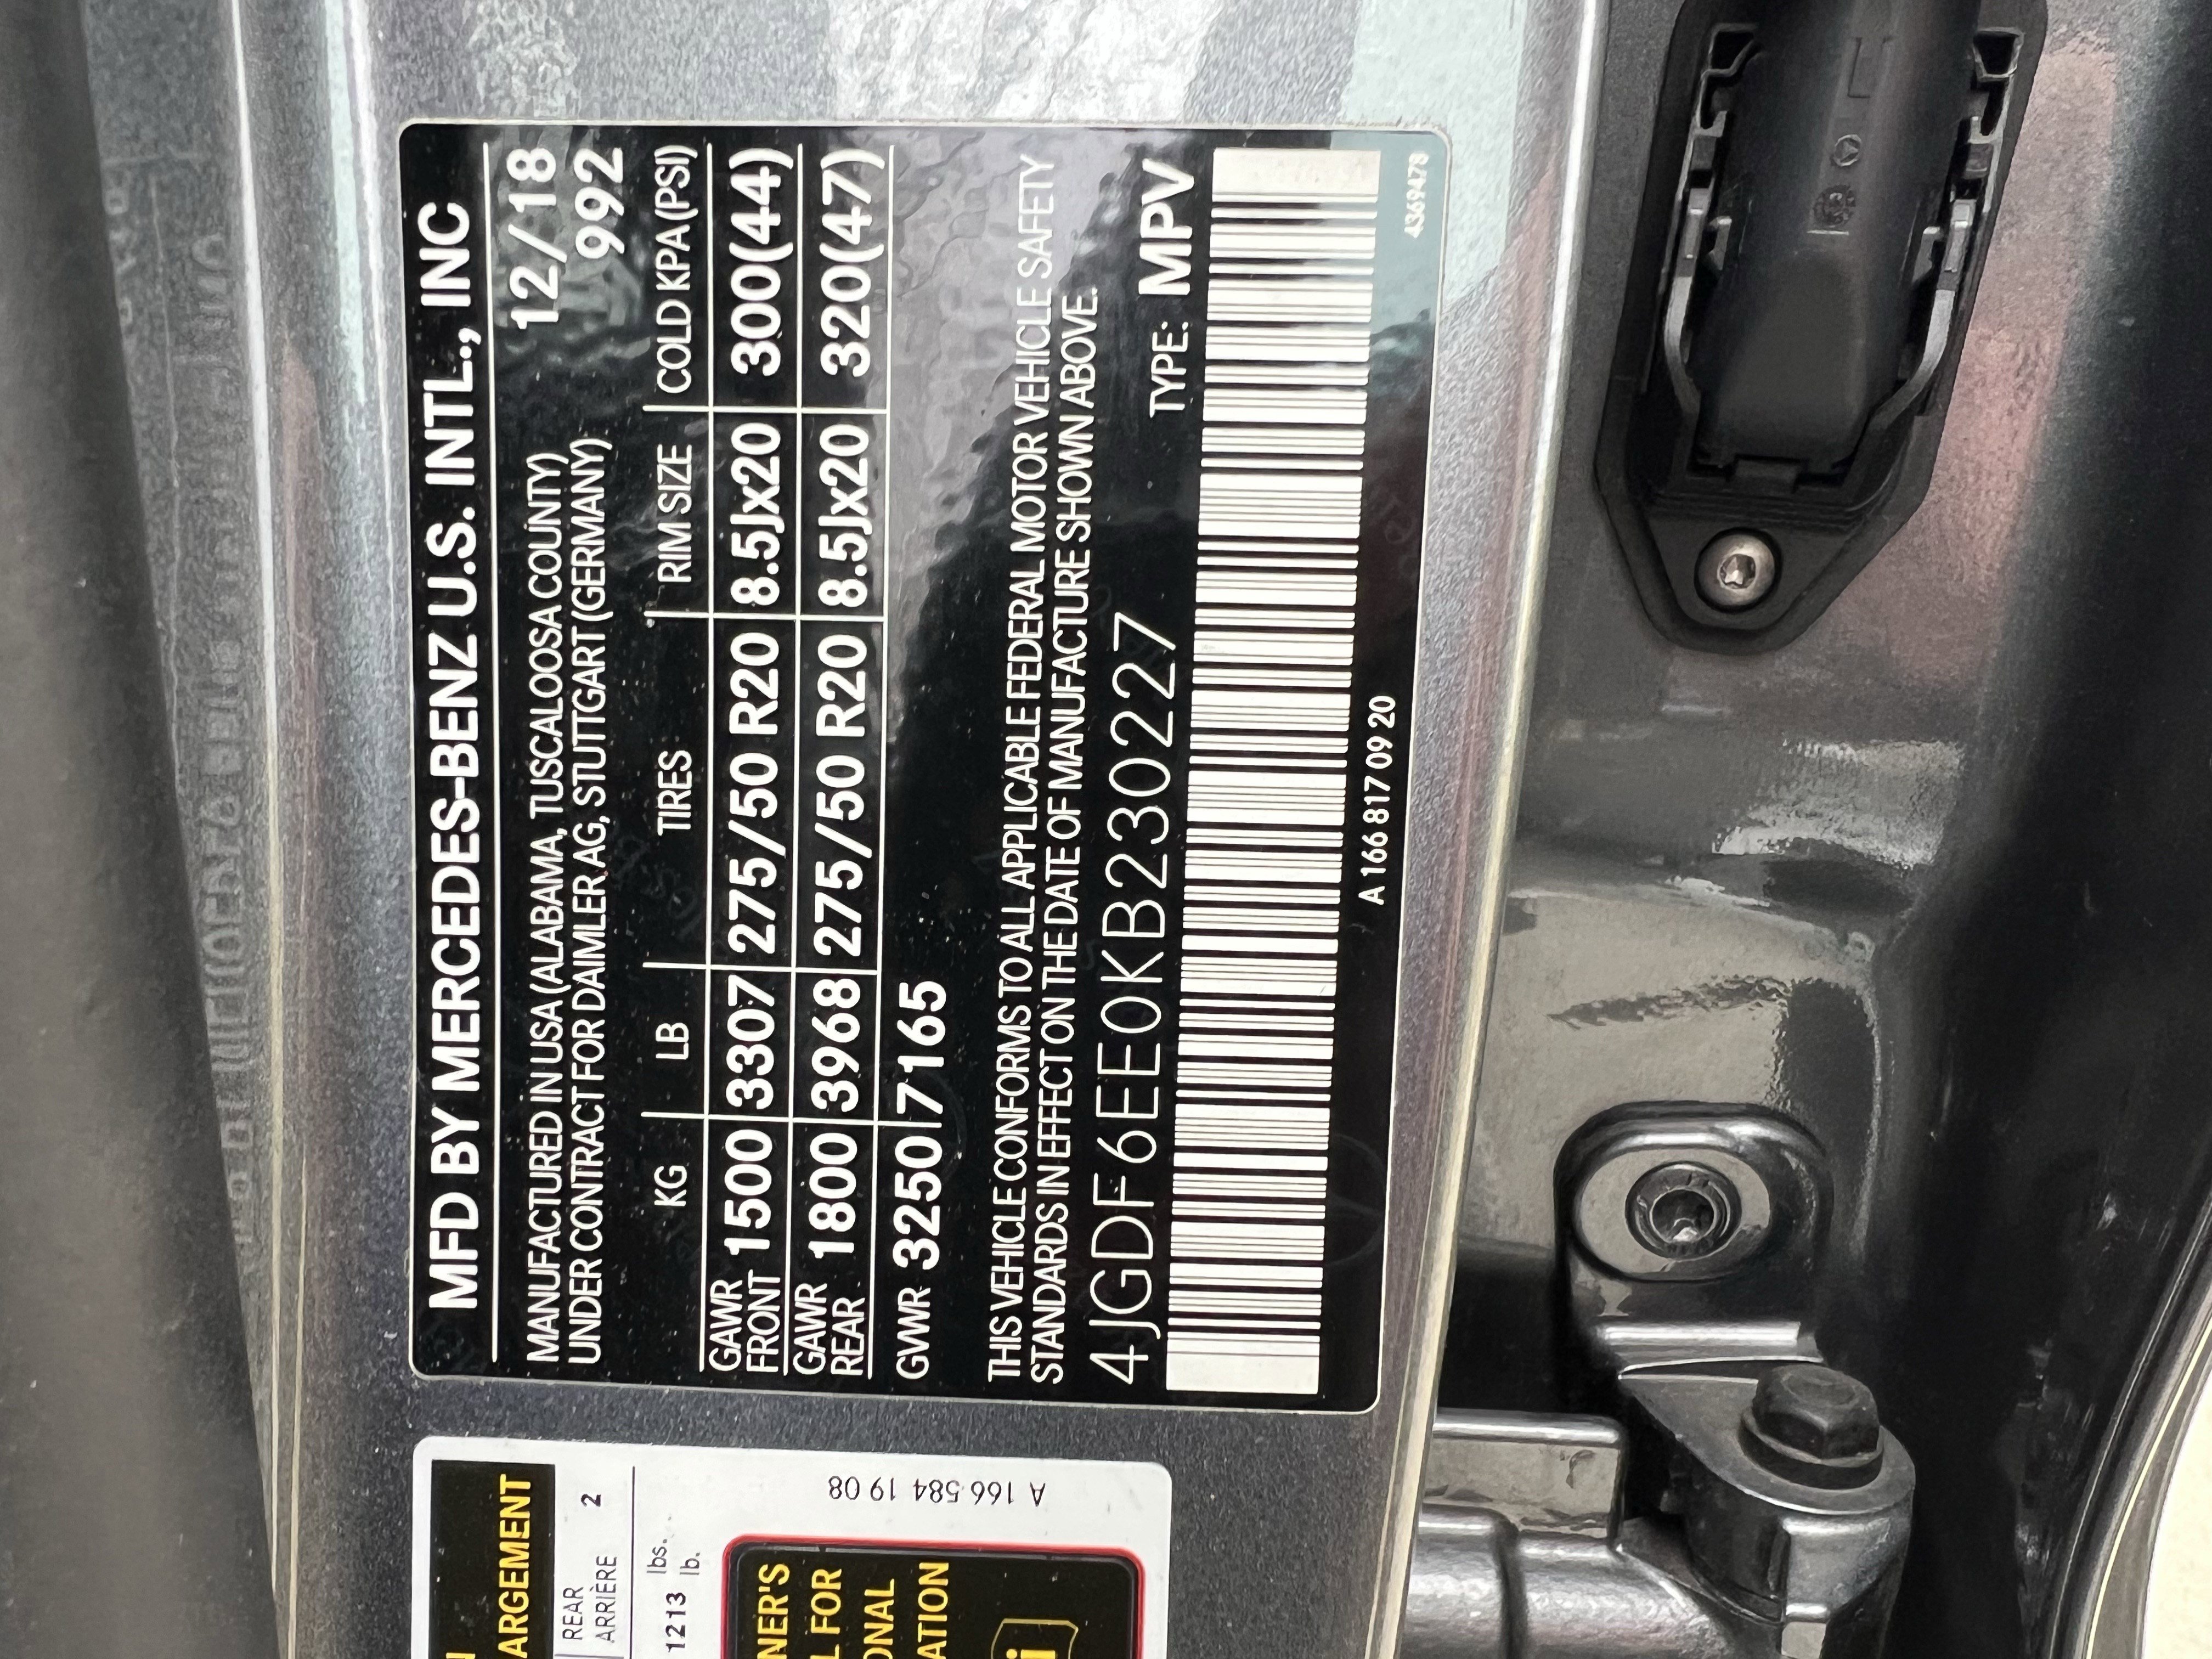 MFD BY MERCEDES-BENZ U.S. INTL., INC
MANUFACTURED IN USA (ALABAMA, TUSCALOOSA COUNTY) 12/18
UNDER CONTRACT FOR DAIMLER AG, STUTTGART (GERMANY) 992
KG LB TIRES RIM SIZE COLD KPA (PSI)
GAWR FRONT 1500 3307 275/50 R20 8.5Jx20 300(44)
GAWR REAR 1800 3968 275/50 R20 8.5Jx20 320(47)
GWWR 3250 7165
THIS VEHICLE CONFORMS TO ALL APPLICABLE FEDERAL MOTOR VEHICLE SAFETY
STANDARDS IN EFFECT ON THE DATE OF MANUFACTURE SHOWN ABOVE.
4JGDF6EE0KB230227 TYPE: MPV
A 166 817 09 20
4369478
ARGEMENT
REAR
ARRIÈRE 2
1213 lbs.
lb.
NER'S
L FOR
ONAL
ATION
i
A 166 584 19 08